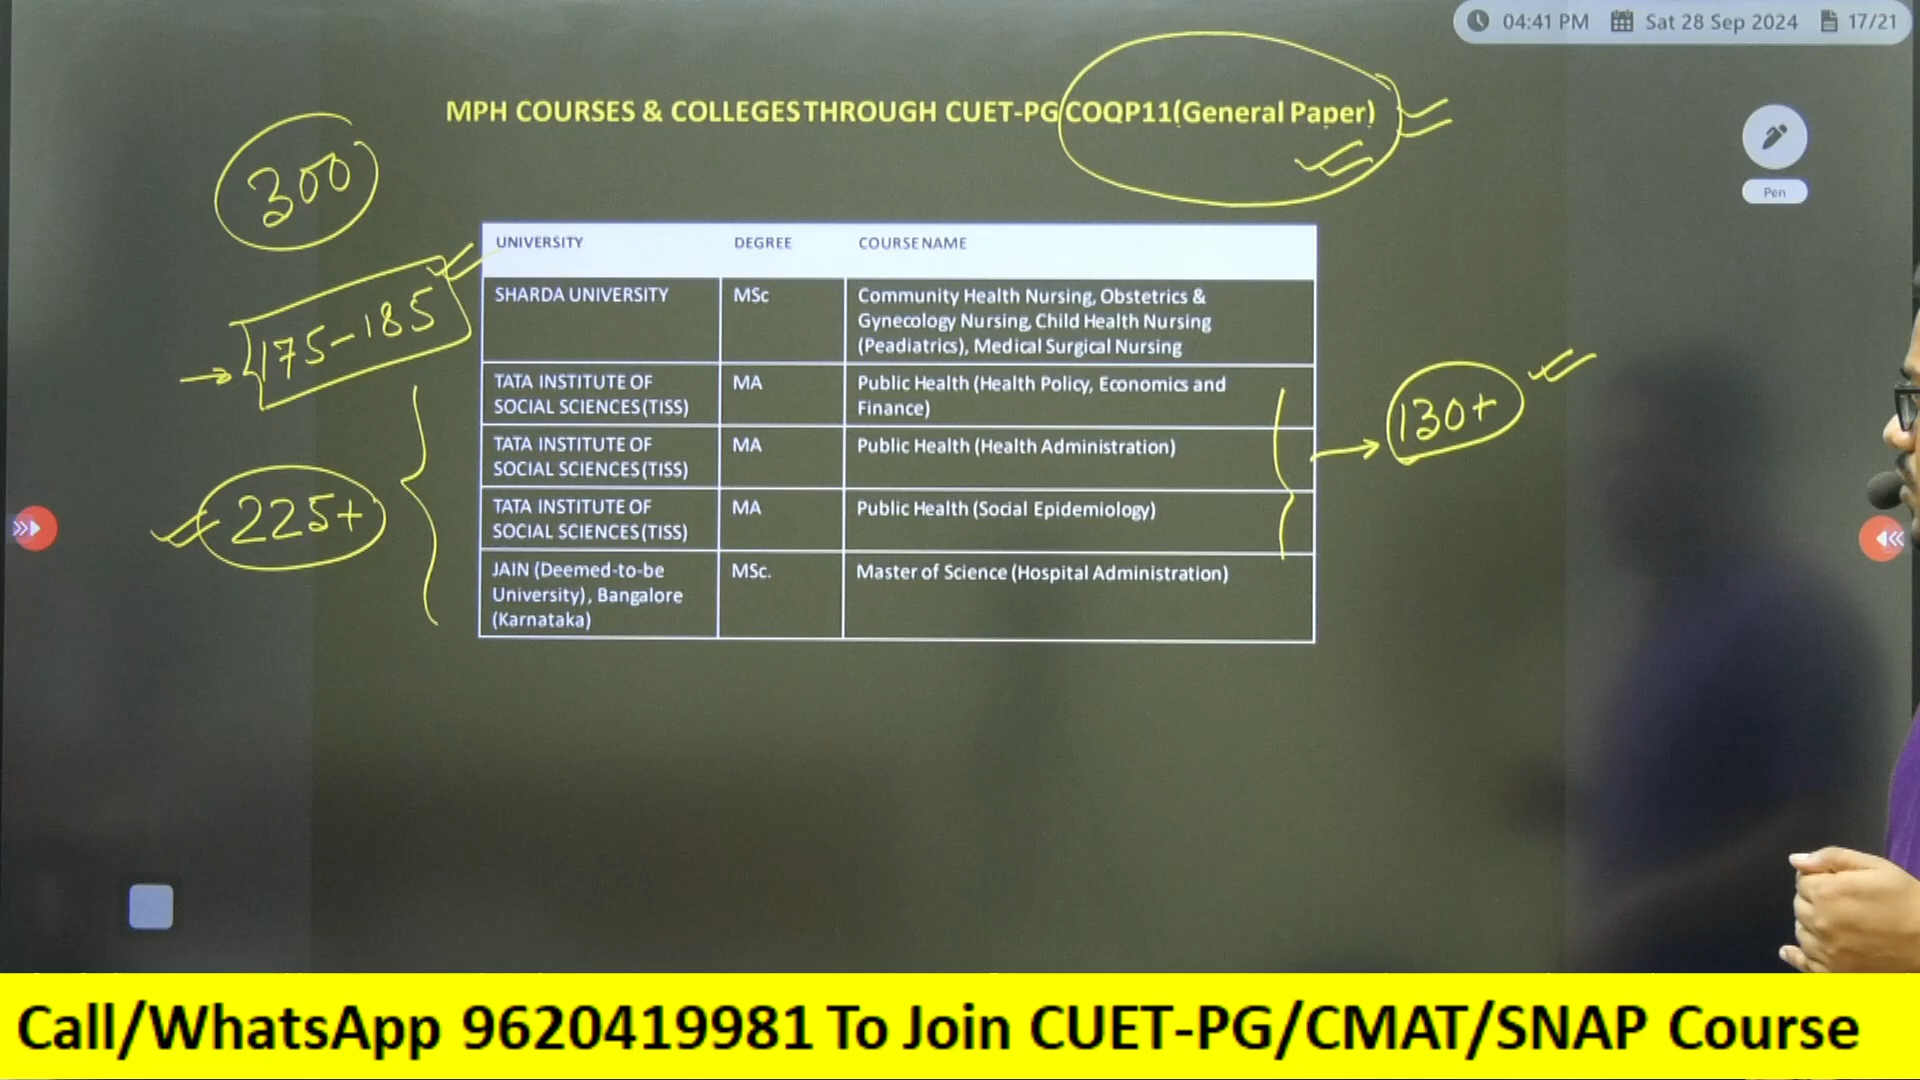 04:41 PM Sat 28 Sep 2024 17/21
MPH COURSES & COLLEGES THROUGH CUET-PG COQP11(General Paper)
Pen
300
175-185
225+
130+
UNIVERSITY DEGREE COURSE NAME
SHARDA UNIVERSITY MSc Community Health Nursing, Obstetrics &
Gynecology Nursing, Child Health Nursing
(Peadiatrics), Medical Surgical Nursing
TATA INSTITUTE OF MA Public Health (Health Policy, Economics and
SOCIAL SCIENCES (TISS) Finance)
TATA INSTITUTE OF MA Public Health (Health Administration)
SOCIAL SCIENCES (TISS)
TATA INSTITUTE OF MA Public Health (Social Epidemiology)
SOCIAL SCIENCES (TISS)
JAIN (Deemed-to-be MSc. Master of Science (Hospital Administration)
University), Bangalore
(Karnataka)
Call/WhatsApp 9620419981 To Join CUET-PG/CMAT/SNAP Course